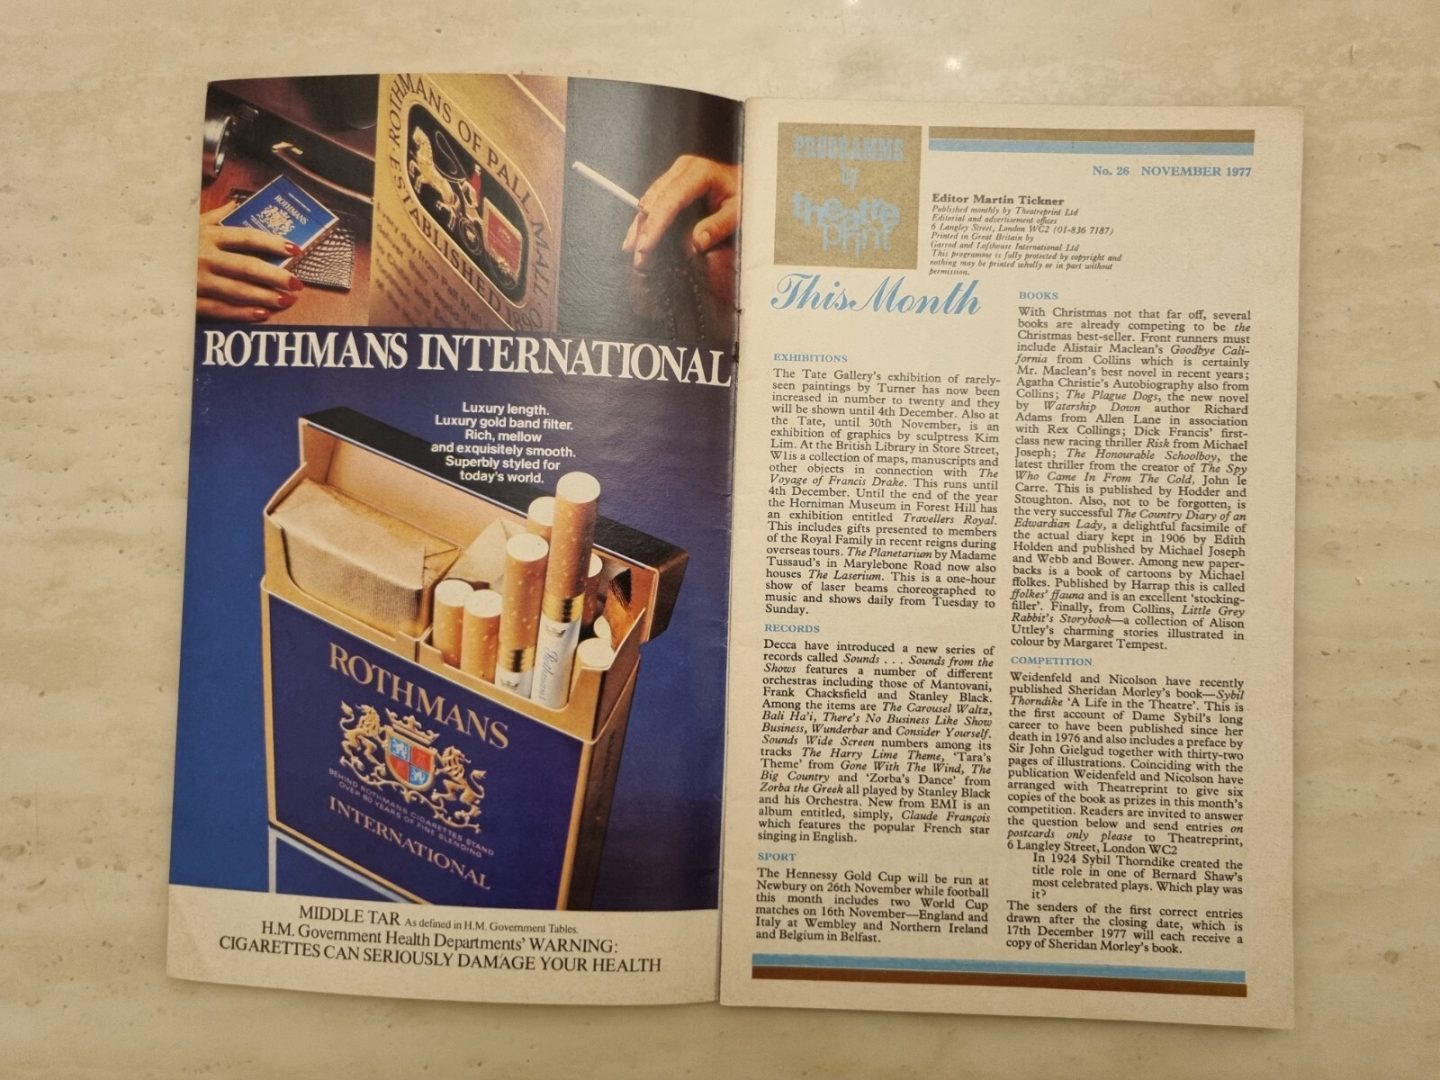 ROTHMANS OF PALL MALL
ESTABLISHED 1890
ROTHMANS
ROTHMANS INTERNATIONAL
Luxury length.
Luxury gold band filter.
Rich, mellow
and exquisitely smooth.
Superbly styled for
today's world.
Rothmans
ROTHMANS
BEHIND ROTHMANS CIGARETTES STAND
OVER 80 YEARS OF FINE BLENDING
INTERNATIONAL
MIDDLE TAR As defined in H.M. Government Tables.
H.M. Government Health Departments' WARNING:
CIGARETTES CAN SERIOUSLY DAMAGE YOUR HEALTH
PROGRAMME
by
theatre
print
No. 26 NOVEMBER 1977
Editor Martin Tickner
Published monthly by Theatreprint Ltd
Editorial and advertisement offices
6 Langley Street, London WC2 (01-836 7187)
Printed in Great Britain by
Garrod and Lofthouse International Ltd
This programme is fully protected by copyright and
nothing may be printed wholly or in part without
permission.
This Month
EXHIBITIONS
The Tate Gallery's exhibition of rarely-
seen paintings by Turner has now been
increased in number to twenty and they
will be shown until 4th December. Also at
the Tate, until 30th November, is an
exhibition of graphics by sculptress Kim
Lim. At the British Library in Store Street,
W1is a collection of maps, manuscripts and
other objects in connection with The
Voyage of Francis Drake. This runs until
4th December. Until the end of the year
the Horniman Museum in Forest Hill has
an exhibition entitled Travellers Royal.
This includes gifts presented to members
of the Royal Family in recent reigns during
overseas tours. The Planetarium by Madame
Tussaud's in Marylebone Road now also
houses The Laserium. This is a one-hour
show of laser beams choreographed to
music and shows daily from Tuesday to
Sunday.
RECORDS
Decca have introduced a new series of
records called Sounds . . . Sounds from the
Shows features a number of different
orchestras including those of Mantovani,
Frank Chacksfield and Stanley Black.
Among the items are The Carousel Waltz,
Bali Ha'i, There's No Business Like Show
Business, Wunderbar and Consider Yourself.
Sounds Wide Screen numbers among its
tracks The Harry Lime Theme, 'Tara's
Theme' from Gone With The Wind, The
Big Country and 'Zorba's Dance' from
Zorba the Greek all played by Stanley Black
and his Orchestra. New from EMI is an
album entitled, simply, Claude François
which features the popular French star
singing in English.
SPORT
The Hennessy Gold Cup will be run at
Newbury on 26th November while football
this month includes two World Cup
matches on 16th November—England and
Italy at Wembley and Northern Ireland
and Belgium in Belfast.
BOOKS
With Christmas not that far off, several
books are already competing to be the
Christmas best-seller. Front runners must
include Alistair Maclean's Goodbye Cali-
fornia from Collins which is certainly
Mr. Maclean's best novel in recent years;
Agatha Christie's Autobiography also from
Collins; The Plague Dogs, the new novel
by Watership Down author Richard
Adams from Allen Lane in association
with Rex Collings; Dick Francis' first-
class new racing thriller Risk from Michael
Joseph; The Honourable Schoolboy, the
latest thriller from the creator of The Spy
Who Came In From The Cold, John le
Carre. This is published by Hodder and
Stoughton. Also, not to be forgotten, is
the very successful The Country Diary of an
Edwardian Lady, a delightful facsimile of
the actual diary kept in 1906 by Edith
Holden and published by Michael Joseph
and Webb and Bower. Among new paper-
backs is a book of cartoons by Michael
ffolkes. Published by Harrap this is called
ffolkes' ffauna and is an excellent 'stocking-
filler'. Finally, from Collins, Little Grey
Rabbit's Storybook—a collection of Alison
Uttley's charming stories illustrated in
colour by Margaret Tempest.
COMPETITION
Weidenfeld and Nicolson have recently
published Sheridan Morley's book—Sybil
Thorndike 'A Life in the Theatre'. This is
the first account of Dame Sybil's long
career to have been published since her
death in 1976 and also includes a preface by
Sir John Gielgud together with thirty-two
pages of illustrations. Coinciding with the
publication Weidenfeld and Nicolson have
arranged with Theatreprint to give six
copies of the book as prizes in this month's
competition. Readers are invited to answer
the question below and send entries on
postcards only please to Theatreprint,
6 Langley Street, London WC2
In 1924 Sybil Thorndike created the
title role in one of Bernard Shaw's
most celebrated plays. Which play was
it?
The senders of the first correct entries
drawn after the closing date, which is
17th December 1977 will each receive a
copy of Sheridan Morley's book.